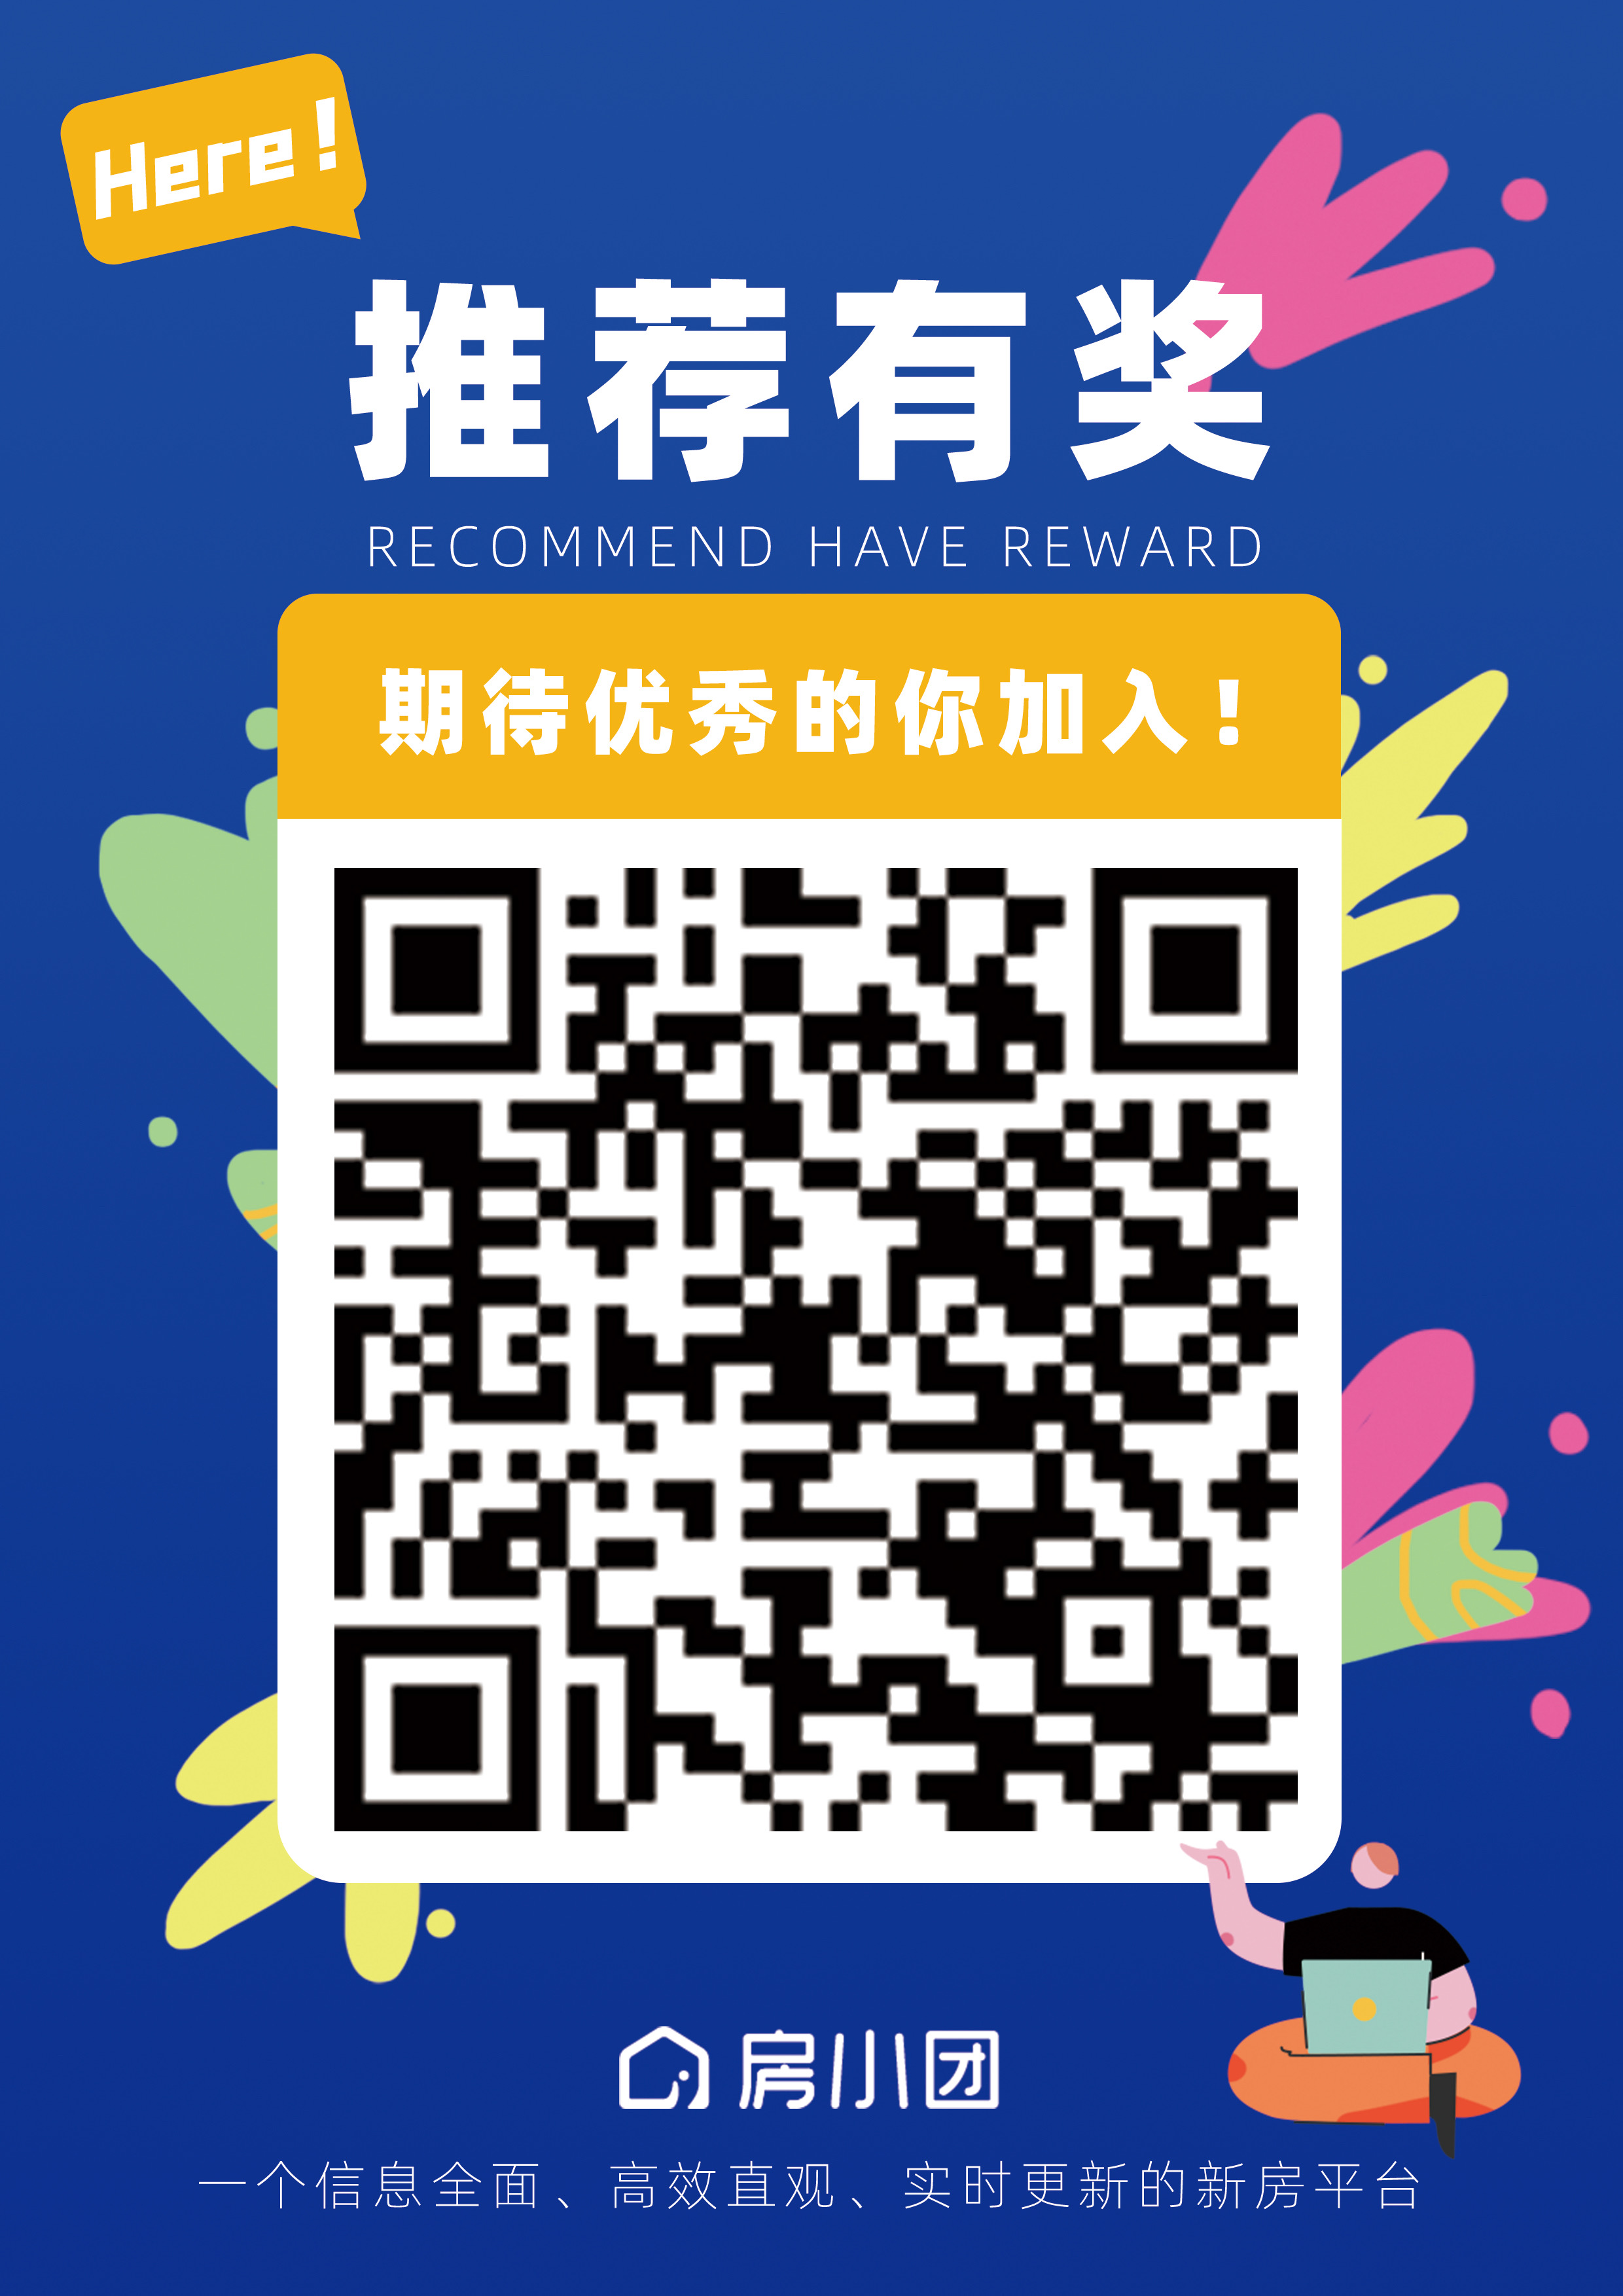 Here!
推荐有奖
RECOMMEND HAVE REWARD
期待优秀的你加入!
房小团
一个信息全面、高效直观、实时更新的新房平台